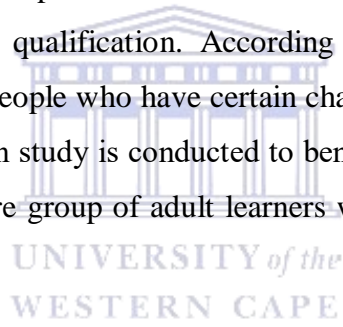 qualification. According
eople who have certain cha
n study is conducted to ben
re group of adult learners w
UNIVERSITY of the
WESTERN CAPE